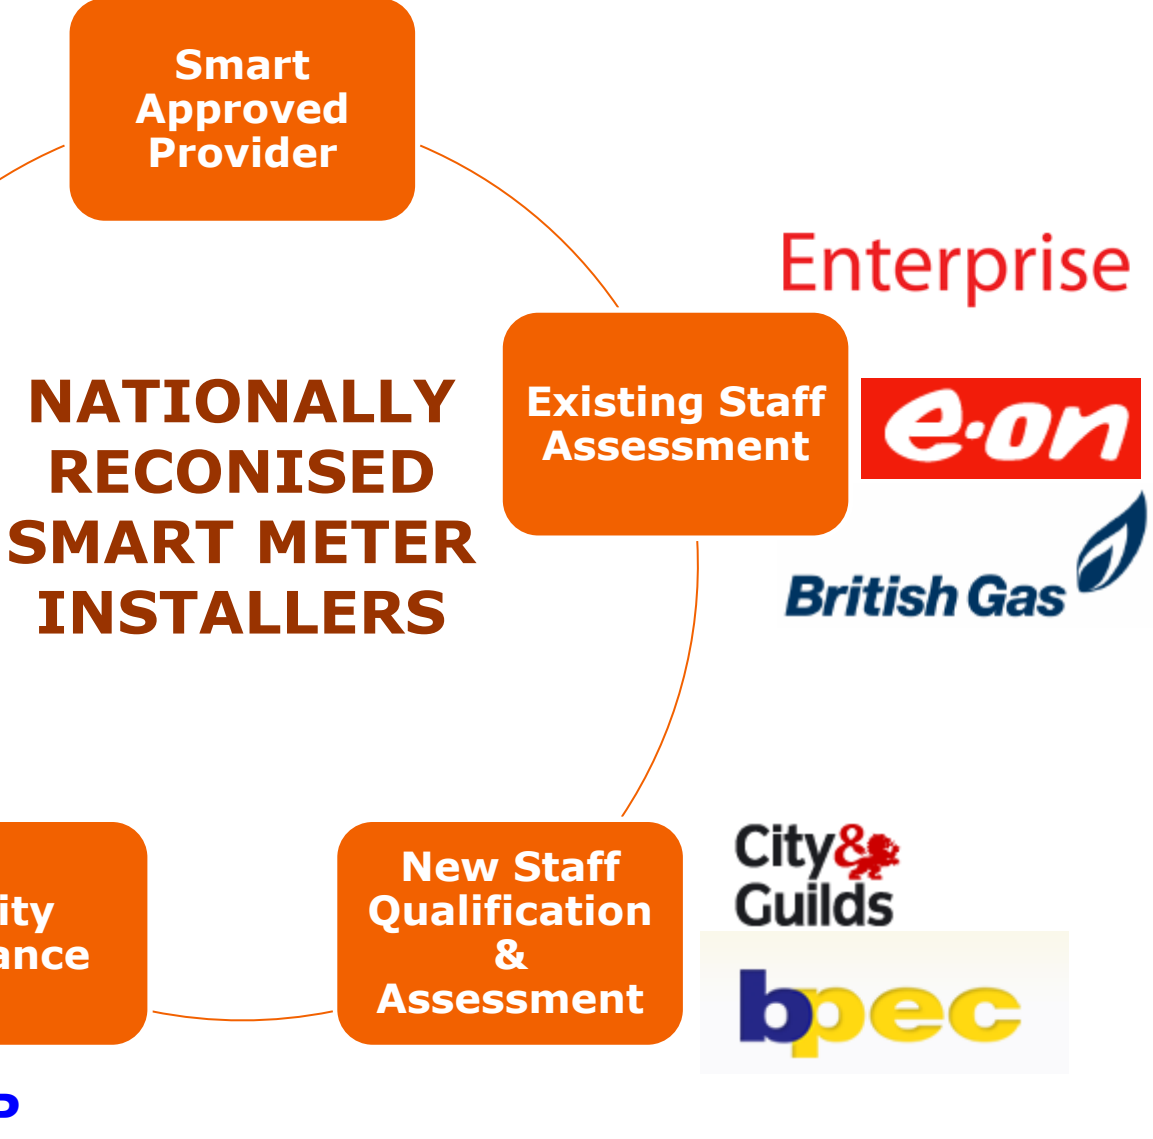 Smart
Approved
Provider
Enterprise
Existing Staff
Assessment
e·on
NATIONALLY
RECONISED
SMART METER
INSTALLERS
British Gas
New Staff
Qualification
&
Assessment
City&
Guilds
bpec